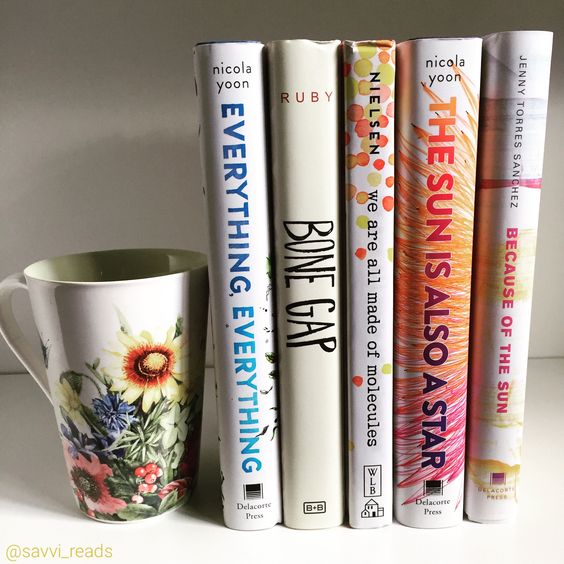 nicola
yoon
EVERYTHING, EVERYTHING
Delacorte
Press
RUBY
BONE GAP
B+B
NIELSEN
we are all made of molecules
WLB
nicola
yoon
THE SUN IS ALSO A STAR
Delacorte
Press
JENNY TORRES SANCHEZ
BECAUSE OF THE SUN
DELACORTE
PRESS
@savvi_reads